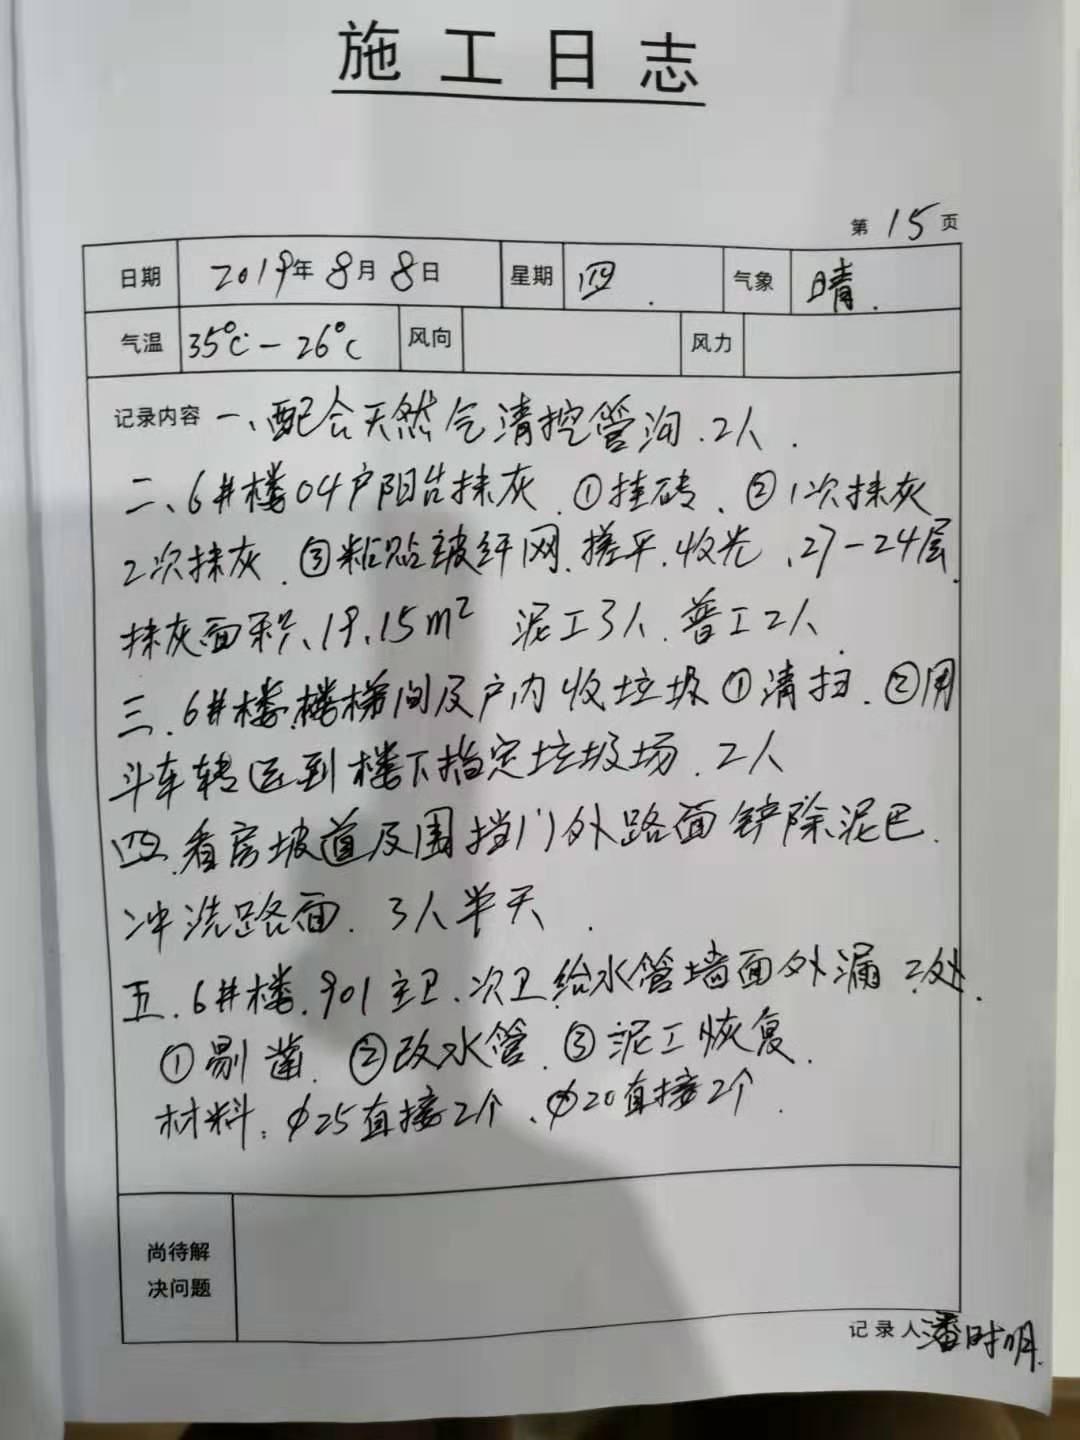 施工日志
第 15 页
日期 2019年8月8日 星期 四. 气象 晴.
气温 35℃-26℃ 风向 风力
记录内容 一、配合天然气清挖管沟.2人.
二、6#楼04户阳台抹灰.①挂砖、②1次抹灰
2次抹灰.③粘贴玻纤网.搓平.收光、27-24层.
抹灰面积、19.15m² 泥工3人.普工2人.
三.6#楼.楼梯间及户内收垃圾①清扫.②用
斗车转运到楼下指定垃圾场.2人
四.看房坡道及围挡门外路面铲除泥巴.
冲洗路面.3人半天.
五.6#楼.901主卫.次卫给水管墙面外漏2处.
①剔凿.②改水管.③泥工恢复.
材料:φ25直接2个、φ20直接2个.
尚待解
决问题
记录人 潘时明.